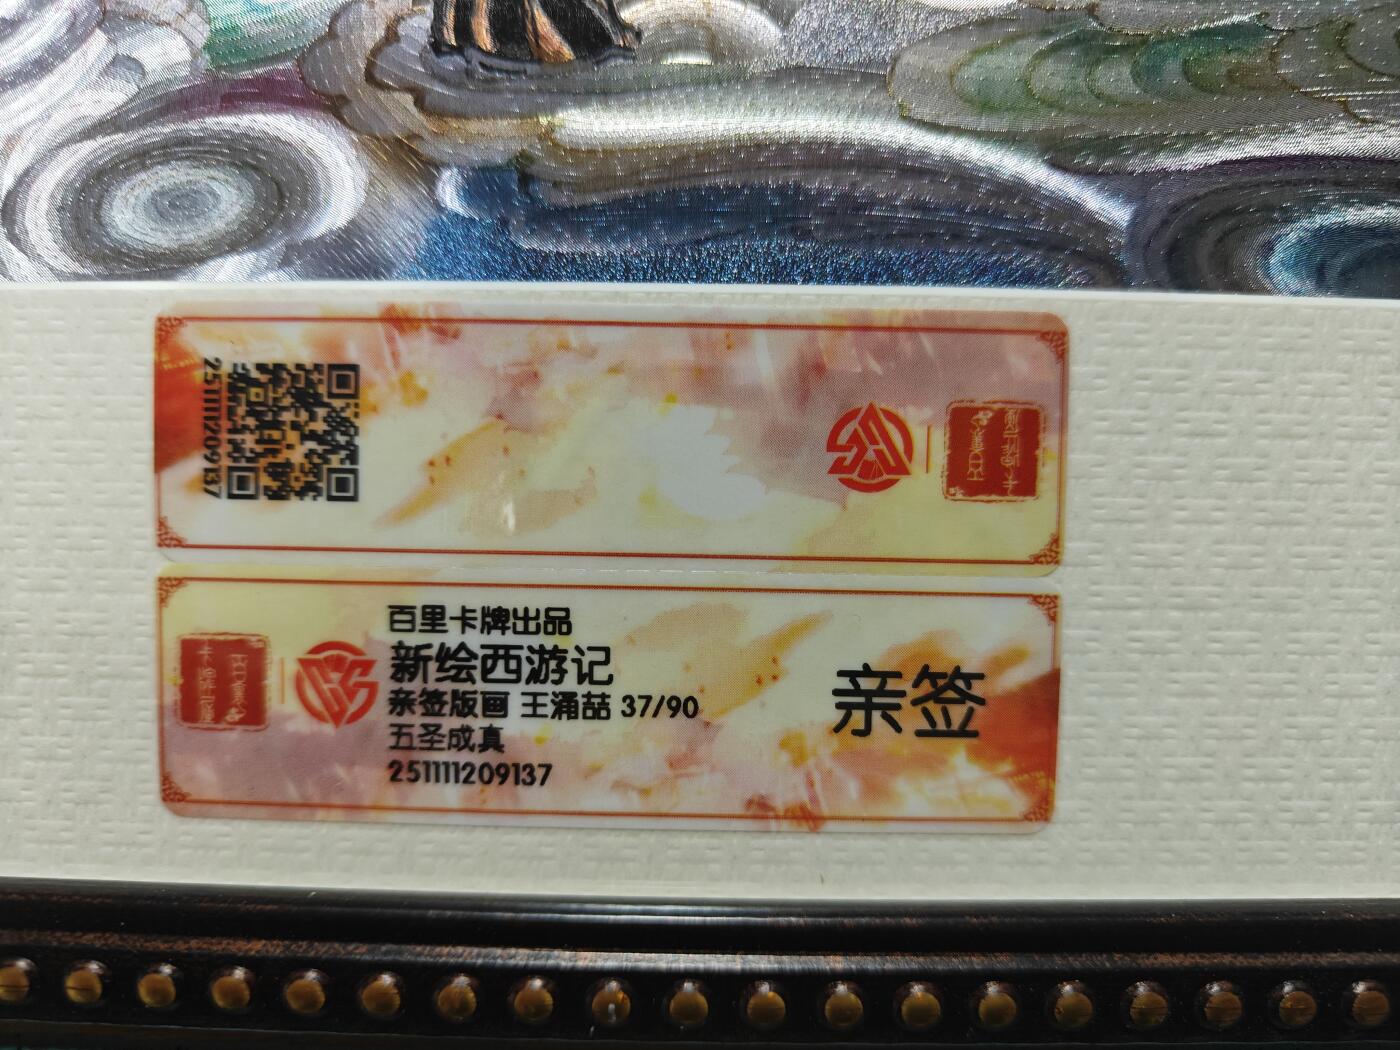 251111209137
百里卡牌出品
新绘西游记
亲签版画 王涌喆 37/90
五圣成真
251111209137
亲签